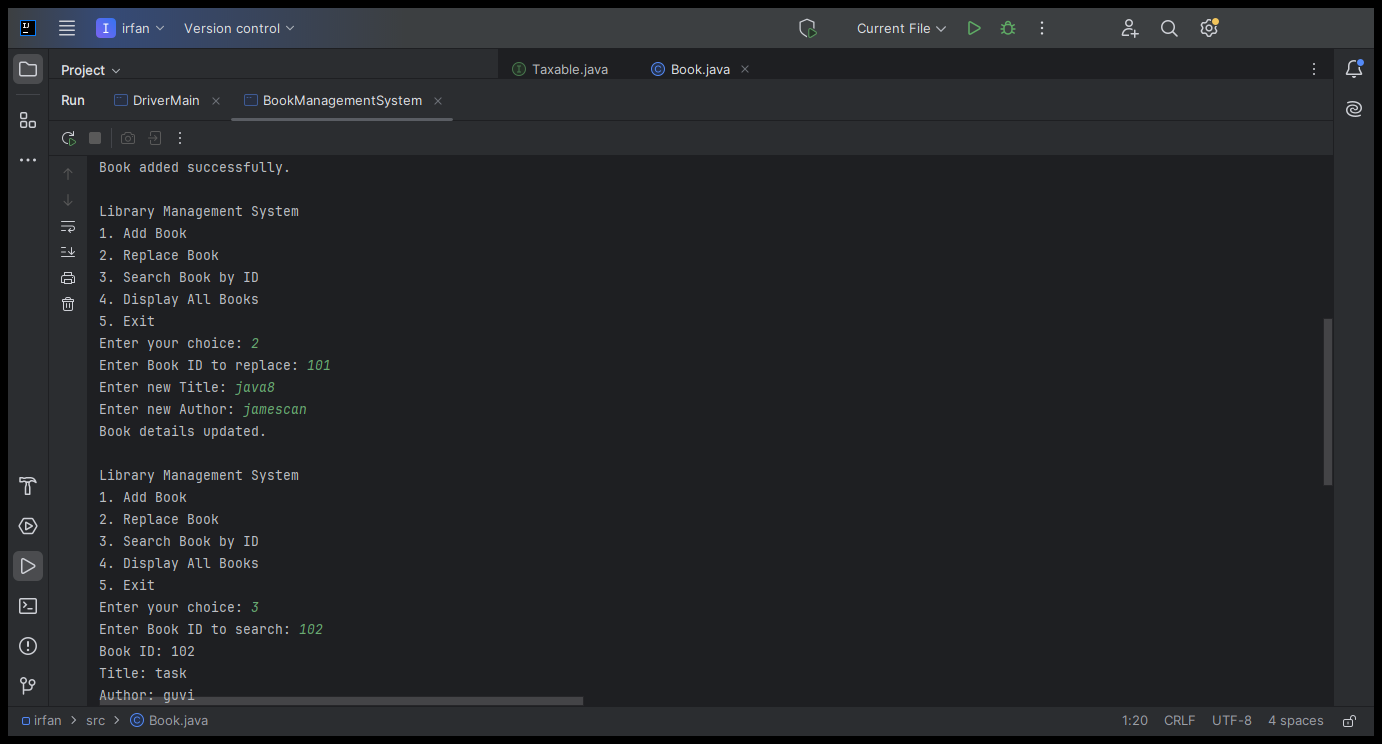 I irfan Version control Current File
Project Taxable.java Book.java
Run DriverMain BookManagementSystem
Book added successfully.
Library Management System
1. Add Book
2. Replace Book
3. Search Book by ID
4. Display All Books
5. Exit
Enter your choice: 2
Enter Book ID to replace: 101
Enter new Title: java8
Enter new Author: jamescan
Book details updated.
Library Management System
1. Add Book
2. Replace Book
3. Search Book by ID
4. Display All Books
5. Exit
Enter your choice: 3
Enter Book ID to search: 102
Book ID: 102
Title: task
Author: guvi
irfan > src > Book.java 1:20 CRLF UTF-8 4 spaces